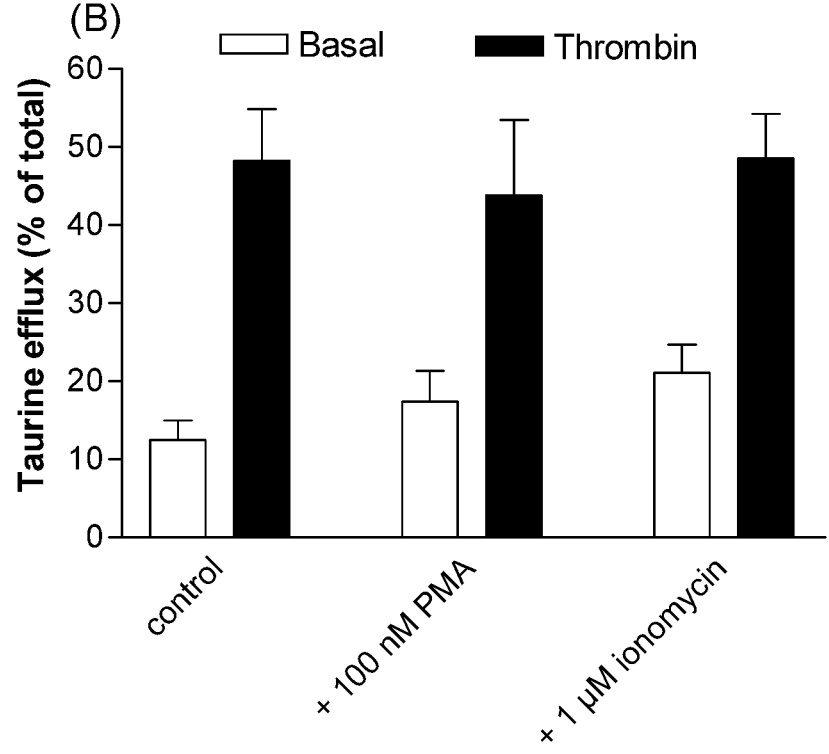 (B)
Basal Thrombin
Taurine efflux (% of total)
60
50
40
30
20
10
0
control
+ 100 nM PMA
+ 1 µM ionomycin